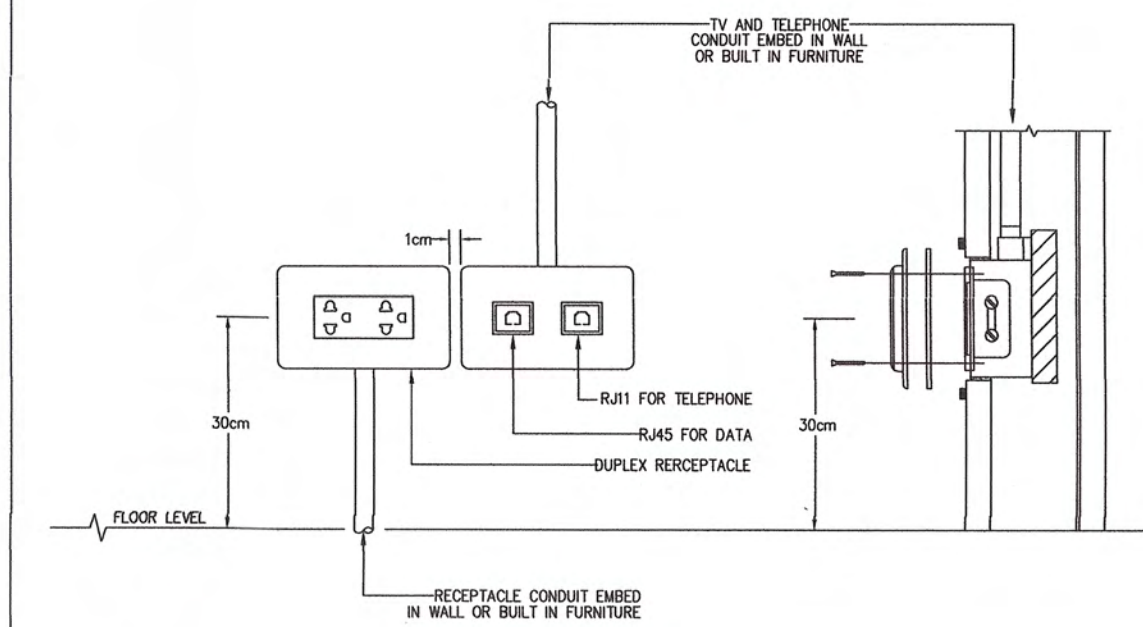 TV AND TELEPHONE
CONDUIT EMBED IN WALL
OR BUILT IN FURNITURE
1cm
RJ11 FOR TELEPHONE
RJ45 FOR DATA
DUPLEX RERCEPTACLE
30cm
30cm
FLOOR LEVEL
RECEPTACLE CONDUIT EMBED
IN WALL OR BUILT IN FURNITURE